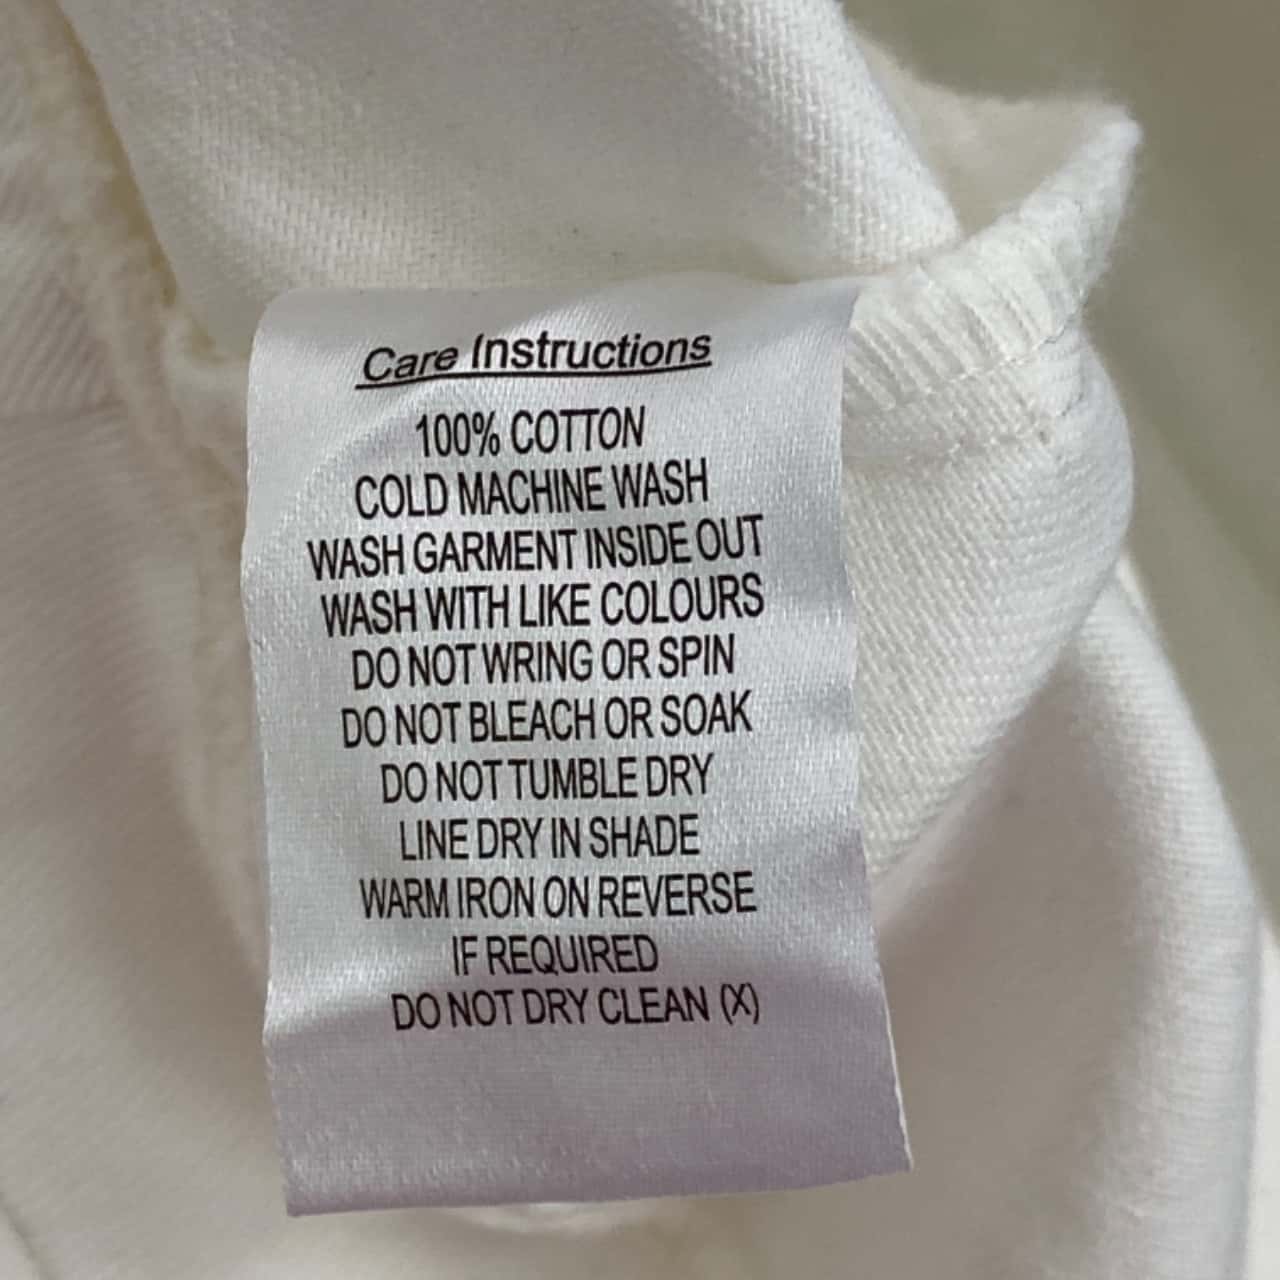 Care Instructions
100% COTTON
COLD MACHINE WASH
WASH GARMENT INSIDE OUT
WASH WITH LIKE COLOURS
DO NOT WRING OR SPIN
DO NOT BLEACH OR SOAK
DO NOT TUMBLE DRY
LINE DRY IN SHADE
WARM IRON ON REVERSE
IF REQUIRED
DO NOT DRY CLEAN (X)